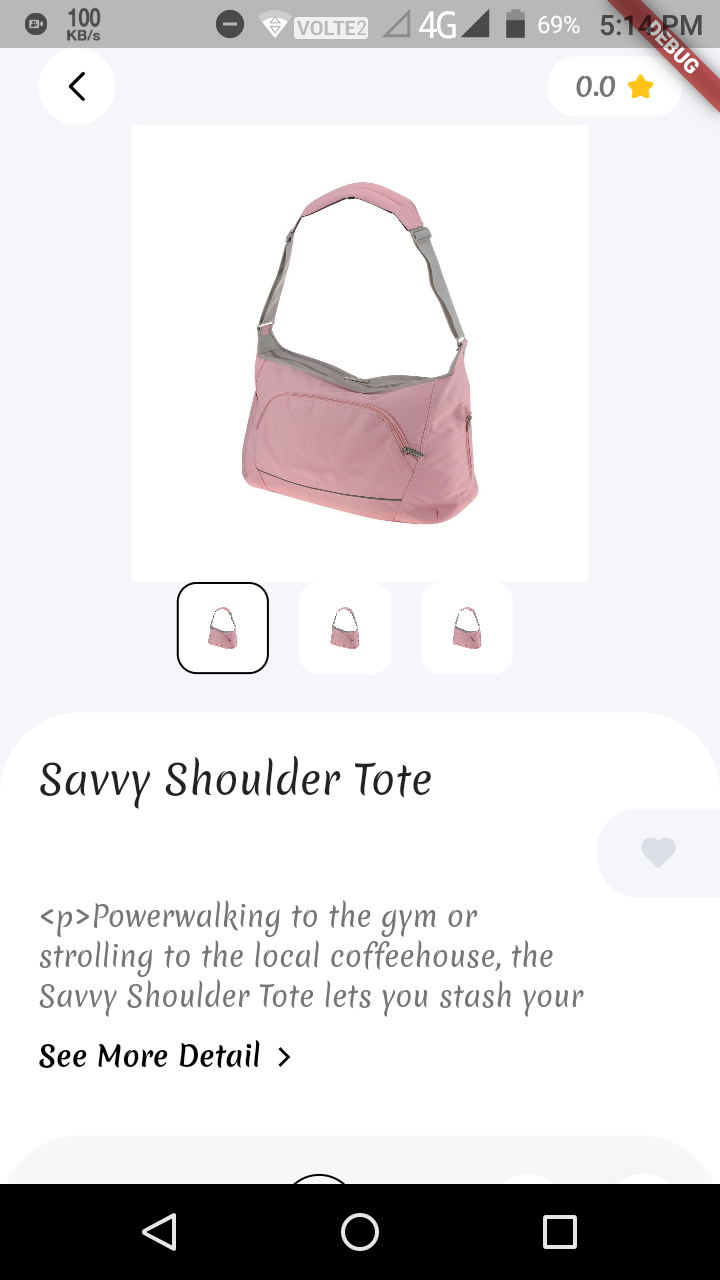 100
KB/s
VOLTE2
4G
69%
5:14 PM
DEBUG
0.0
Savvy Shoulder Tote
<p>Powerwalking to the gym or
strolling to the local coffeehouse, the
Savvy Shoulder Tote lets you stash your
See More Detail >